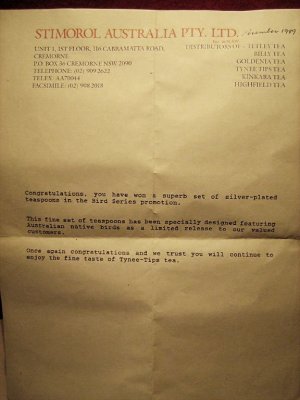 STIMOROL AUSTRALIA PTY. LTD.
1989
UNIT 1, 1ST FLOOR, 116 CABRAMATTA ROAD,
CREMORNE
P.O. BOX 36 CREMORNE NSW 2090
TELEPHONE: (02) 909 2622
TELEX: AA70044
FACSIMILE: (02) 908 2018
DISTRIBUTORS OF - TETLEY TEA
BILLY TEA
GOLDENIA TEA
TYNEE TIPS TEA
KINKARA TEA
HIGHFIELD TEA
Congratulations, you have won a superb set of silver-plated
teaspoons in the Bird Series promotion.
This fine set of teaspoons has been specially designed featuring
Australian native birds as a limited release to our valued
customers.
Once again congratulations and we trust you will continue to
enjoy the fine taste of Tynee-Tips tea.